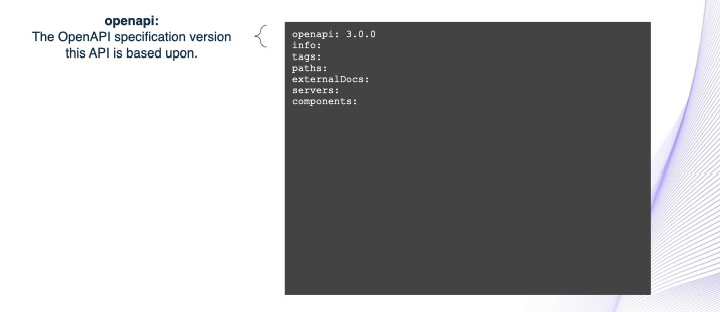 openapi:
The OpenAPI specification version
this API is based upon.
openapi: 3.0.0
info:
tags:
paths:
externalDocs:
servers:
components: